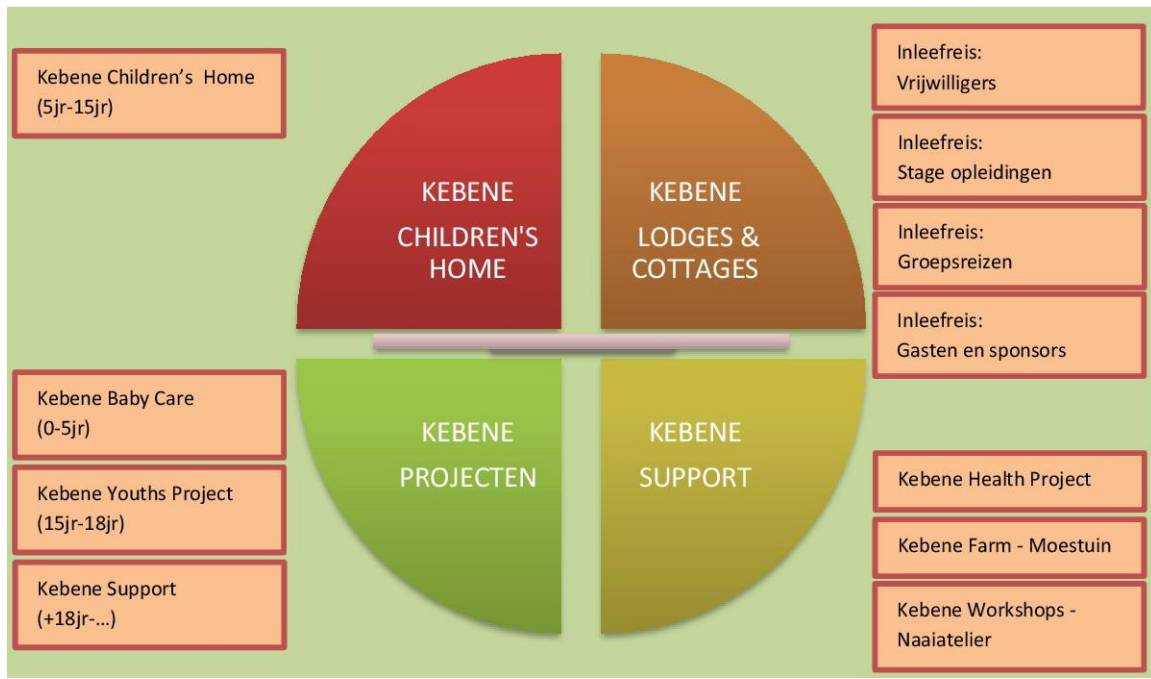 Kebene Children’s Home
(5jr-15jr)
KEBENE
CHILDREN'S
HOME
KEBENE
LODGES &
COTTAGES
Inleefreis:
Vrijwilligers
Inleefreis:
Stage opleidingen
Inleefreis:
Groepsreizen
Inleefreis:
Gasten en sponsors
Kebene Baby Care
(0-5jr)
Kebene Youths Project
(15jr-18jr)
Kebene Support
(+18jr-...)
KEBENE
PROJECTEN
KEBENE
SUPPORT
Kebene Health Project
Kebene Farm - Moestuin
Kebene Workshops -
Naaiatelier